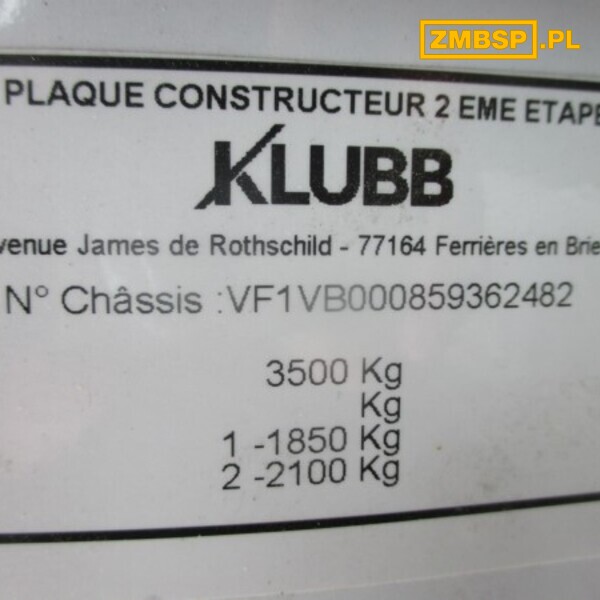 ZMBSP.PL
PLAQUE CONSTRUCTEUR 2 EME ETAPE
KLUBB
venue James de Rothschild - 77164 Ferrières en Brie
N° Châssis :VF1VB000859362482
3500 Kg
Kg
1 -1850 Kg
2 -2100 Kg